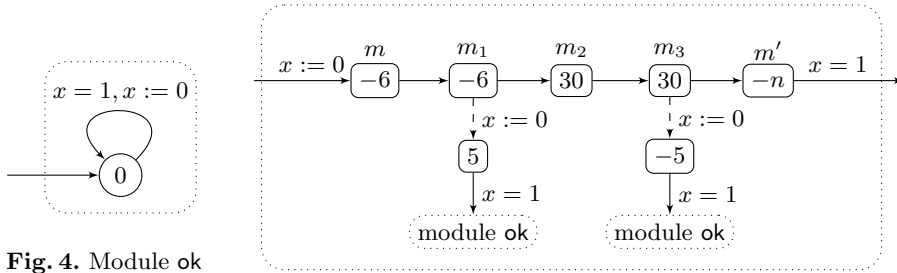 x = 1, x := 0
0
Fig. 4. Module ok
x := 0
m
m₁
m₂
m₃
m′
x = 1
−6
−6
30
30
−n
x := 0
x := 0
5
−5
x = 1
x = 1
module ok
module ok